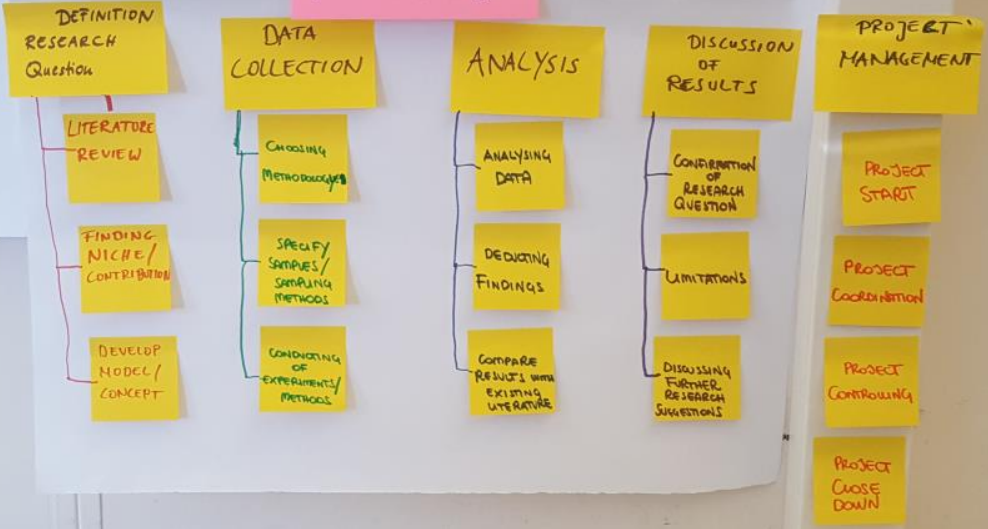 DEFINITION
RESEARCH
Question
LITERATURE
REVIEW
FINDING
NICHE/
CONTRIBUTION
DEVELOP
MODEL/
CONCEPT
DATA
COLLECTION
CHOOSING
METHODOLOGY
SPECIFY
SAMPLES/
SAMPLING
METHODS
CONDUCTING
OF
EXPERIMENTS/
METHODS
ANALYSIS
ANALYSING
DATA
DEDUCTING
FINDINGS
COMPARE
RESULTS WITH
EXISTING
LITERATURE
DISCUSSION
OF
RESULTS
CONFIRMATION
OF
RESEARCH
QUESTION
LIMITATIONS
DISCUSSING
FURTHER
RESEARCH
SUGGESTIONS
PROJECT
MANAGEMENT
PROJECT
START
PROJECT
COORDINATION
PROJECT
CONTROLLING
PROJECT
CLOSE
DOWN